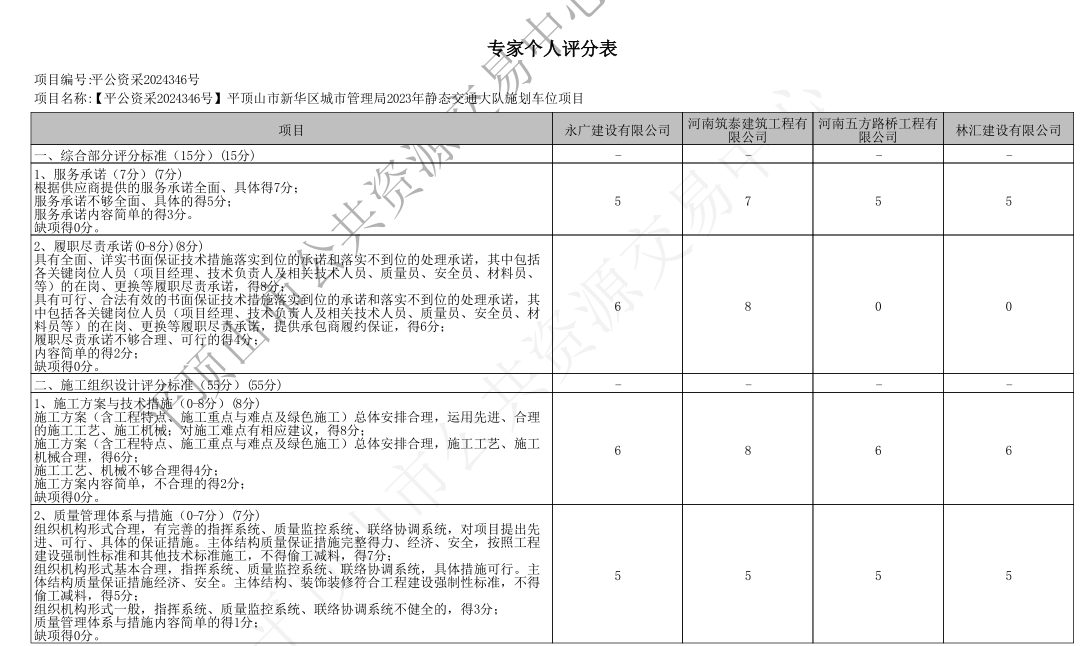 专家个人评分表
项目编号:平公资采2024346号
项目名称:【平公资采2024346号】平顶山市新华区城市管理局2023年静态交通大队施划车位项目
项目 永广建设有限公司 河南筑泰建筑工程有限公司 河南五方路桥工程有限公司 林汇建设有限公司
一、综合部分评分标准（15分）(15分) - - - -
1、服务承诺（7分）(7分)
根据供应商提供的服务承诺全面、具体得7分；
服务承诺不够全面、具体的得5分；
服务承诺内容简单的得3分。
缺项得0分。
5 7 5 5
2、履职尽责承诺(0-8分)(8分)
具有全面、详实书面保证技术措施落实到位的承诺和落实不到位的处理承诺，其中包括
各关键岗位人员（项目经理、技术负责人及相关技术人员、质量员、安全员、材料员、
等）的在岗、更换等履职尽责承诺，得8分；
具有可行、合法有效的书面保证技术措施落实到位的承诺和落实不到位的处理承诺，其
中包括各关键岗位人员（项目经理、技术负责人及相关技术人员、质量员、安全员、材
料员等）的在岗、更换等履职尽责承诺，提供承包商履约保证，得6分；
履职尽责承诺不够合理、可行的得4分；
内容简单的得2分；
缺项得0分。
6 8 0 0
二、施工组织设计评分标准（55分）(55分) - - - -
1、施工方案与技术措施（0-8分）(8分)
施工方案（含工程特点、施工重点与难点及绿色施工）总体安排合理，运用先进、合理
的施工工艺、施工机械；对施工难点有相应建议，得8分；
施工方案（含工程特点、施工重点与难点及绿色施工）总体安排合理，施工工艺、施工
机械合理，得6分；
施工工艺、机械不够合理得4分；
施工方案内容简单，不合理的得2分；
缺项得0分。
6 8 6 6
2、质量管理体系与措施（0-7分）(7分)
组织机构形式合理，有完善的指挥系统、质量监控系统、联络协调系统，对项目提出先
进、可行、具体的保证措施。主体结构质量保证措施完整得力、经济、安全，按照工程
建设强制性标准和其他技术标准施工，不得偷工减料，得7分；
组织机构形式基本合理，指挥系统、质量监控系统、联络协调系统，具体措施可行。主
体结构质量保证措施经济、安全。主体结构、装饰装修符合工程建设强制性标准，不得
偷工减料，得5分；
组织机构形式一般，指挥系统、质量监控系统、联络协调系统不健全的，得3分；
质量管理体系与措施内容简单的得1分；
缺项得0分。
5 5 5 5
平顶山市公共资源交易中心
平顶山市公共资源交易中心